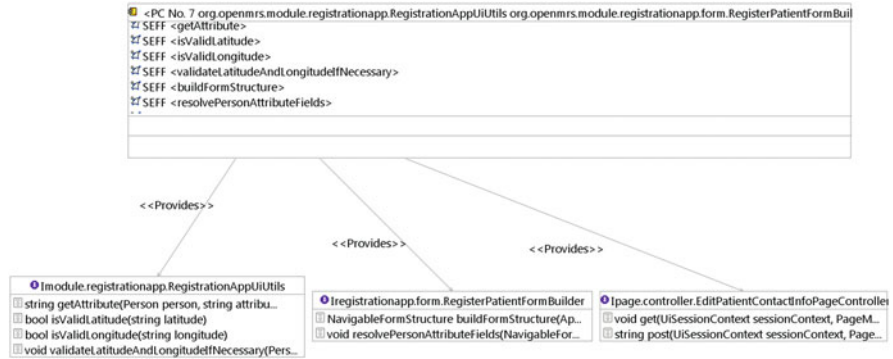 <PC No. 7 org.openmrs.module.registrationapp.RegistrationAppUiUtils org.openmrs.module.registrationapp.form.RegisterPatientFormBuil
SEFF <getAttribute>
SEFF <isValidLatitude>
SEFF <isValidLongitude>
SEFF <validateLatitudeAndLongitudeIfNecessary>
SEFF <buildFormStructure>
SEFF <resolvePersonAttributeFields>
<<Provides>>
<<Provides>>
<<Provides>>
Imodule.registrationapp.RegistrationAppUiUtils
string getAttribute(Person person, string attribu...
bool isValidLatitude(string latitude)
bool isValidLongitude(string longitude)
void validateLatitudeAndLongitudeIfNecessary(Pers...
Iregistrationapp.form.RegisterPatientFormBuilder
NavigableFormStructure buildFormStructure(Ap...
void resolvePersonAttributeFields(NavigableFor...
Ipage.controller.EditPatientContactInfoPageController
void get(UiSessionContext sessionContext, PageM...
string post(UiSessionContext sessionContext, Page...